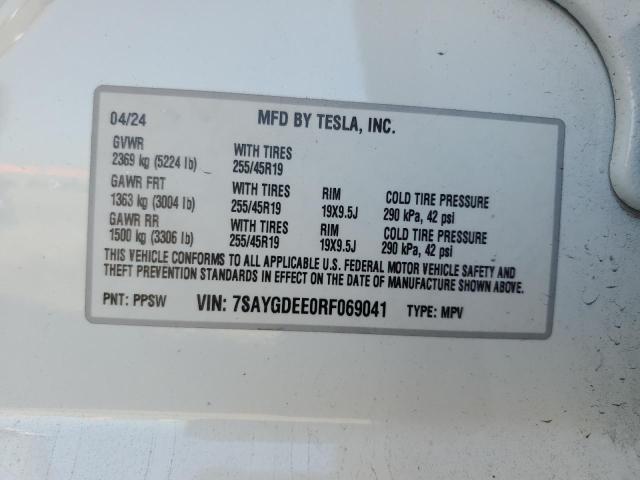 04/24 MFD BY TESLA, INC.
GVWR WITH TIRES
2369 kg (5224 lb) 255/45R19
GAWR FRT WITH TIRES RIM COLD TIRE PRESSURE
1363 kg (3004 lb) 255/45R19 19X9.5J 290 kPa, 42 psi
GAWR RR WITH TIRES RIM COLD TIRE PRESSURE
1500 kg (3306 lb) 255/45R19 19X9.5J 290 kPa, 42 psi
THIS VEHICLE CONFORMS TO ALL APPLICABLE U.S. FEDERAL MOTOR VEHICLE SAFETY AND
THEFT PREVENTION STANDARDS IN EFFECT ON THE DATE OF MANUFACTURE SHOWN ABOVE.
PNT: PPSW VIN: 7SAYGDEE0RF069041 TYPE: MPV